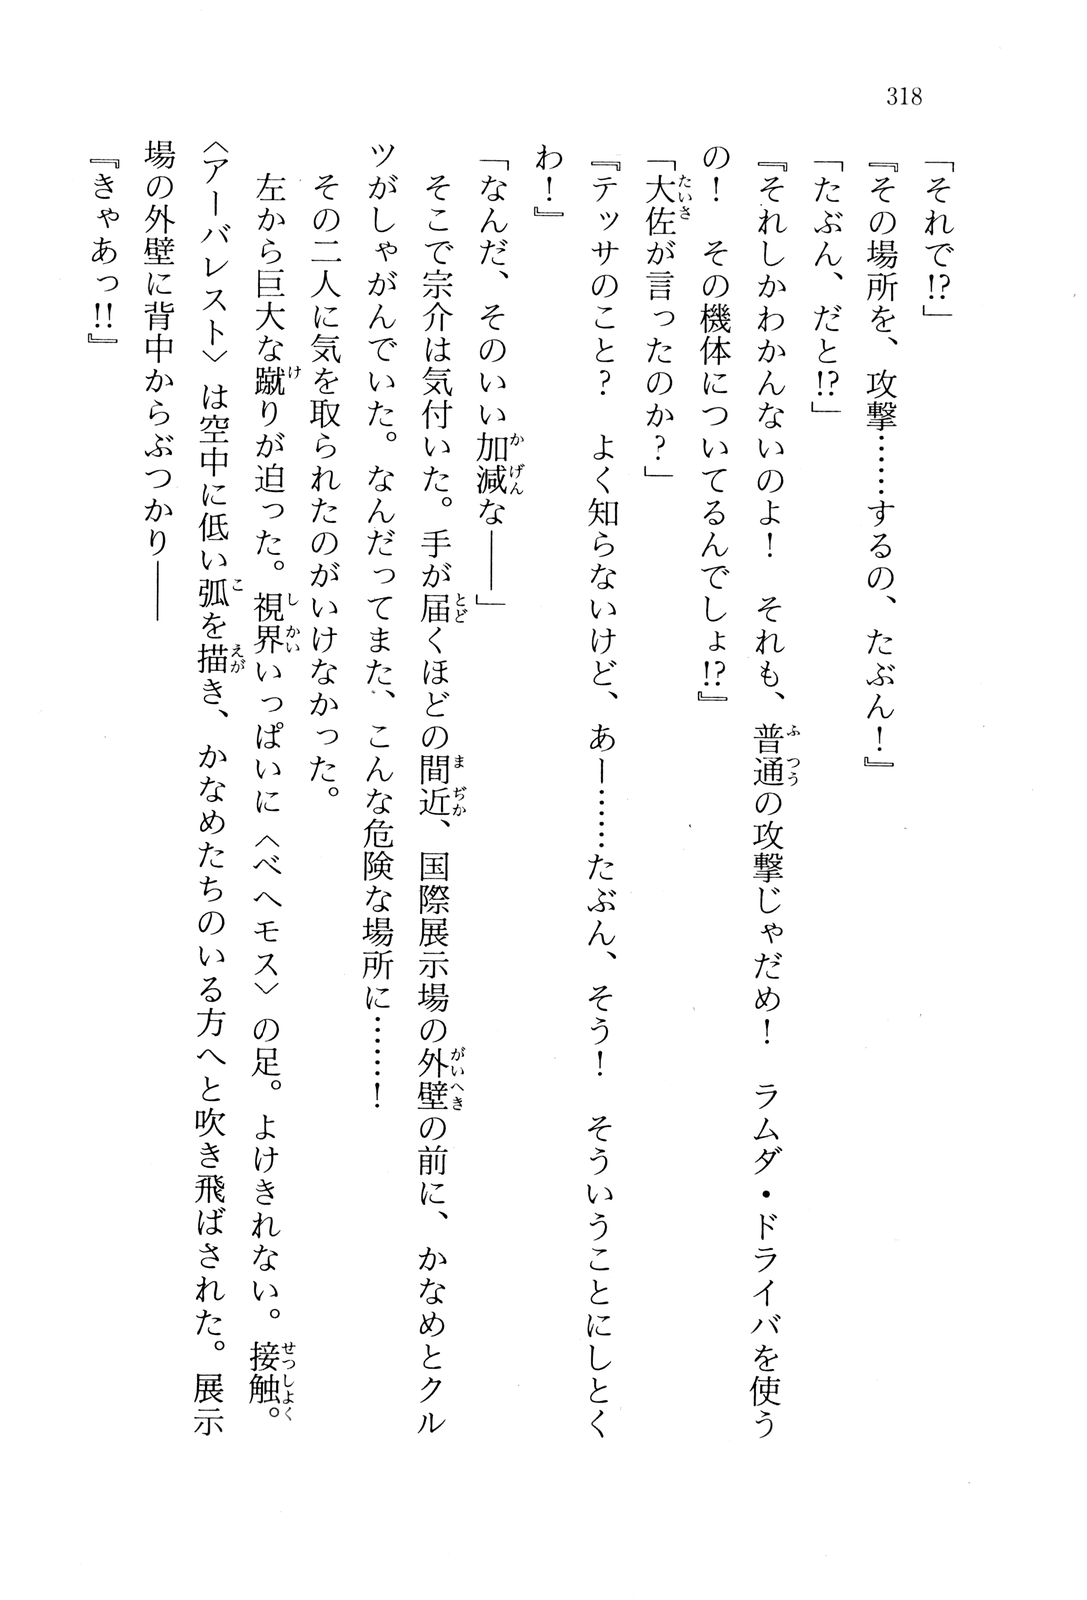 318
「それで!?」
『その場所を、攻撃……するの、たぶん！』
「たぶん、だと!?」
『それしかわかんないのよ！　それも、普通の攻撃じゃだめ！　ラムダ・ドライバを使う
の！　その機体についてるんでしょ!?』
「大佐が言ったのか？」
『テッサのこと？　よく知らないけど、あー……たぶん、そう！　そういうことにしとく
わ！』
「なんだ、そのいい加減な――」
　そこで宗介は気付いた。手が届くほどの間近、国際展示場の外壁の前に、かなめとクル
ツがしゃがんでいた。なんだってまた、こんな危険な場所に……！
　その二人に気を取られたのがいけなかった。
　左から巨大な蹴りが迫った。視界いっぱいに〈ベヘモス〉の足。よけきれない。接触。
〈アーバレスト〉は空中に低い弧を描き、かなめたちのいる方へと吹き飛ばされた。展示
場の外壁に背中からぶつかり――
『きゃあっ!!』